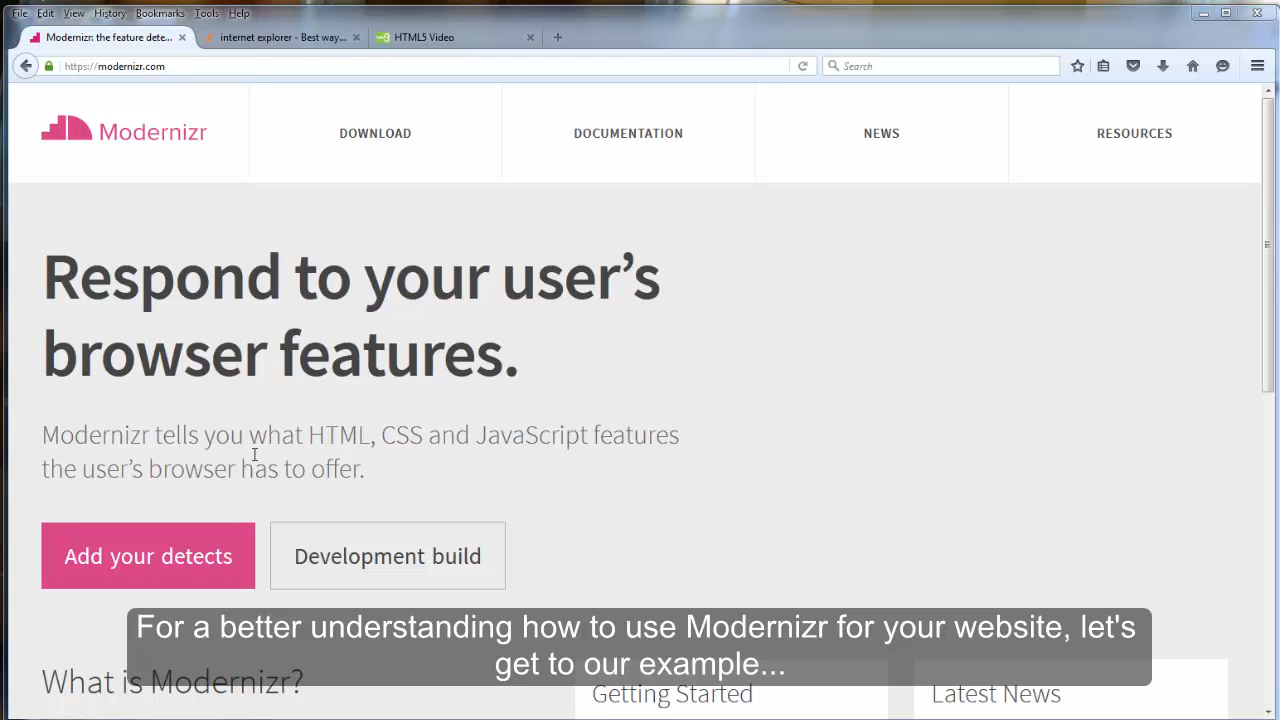 File Edit View History Bookmarks Tools Help
Modernizr: the feature dete... internet explorer - Best way... HTML5 Video
https://modernizr.com Search
Modernizr DOWNLOAD DOCUMENTATION NEWS RESOURCES
Respond to your user’s
browser features.
Modernizr tells you what HTML, CSS and JavaScript features
the user’s browser has to offer.
Add your detects Development build
For a better understanding how to use Modernizr for your website, let's
get to our example...
What is Modernizr? Getting Started Latest News